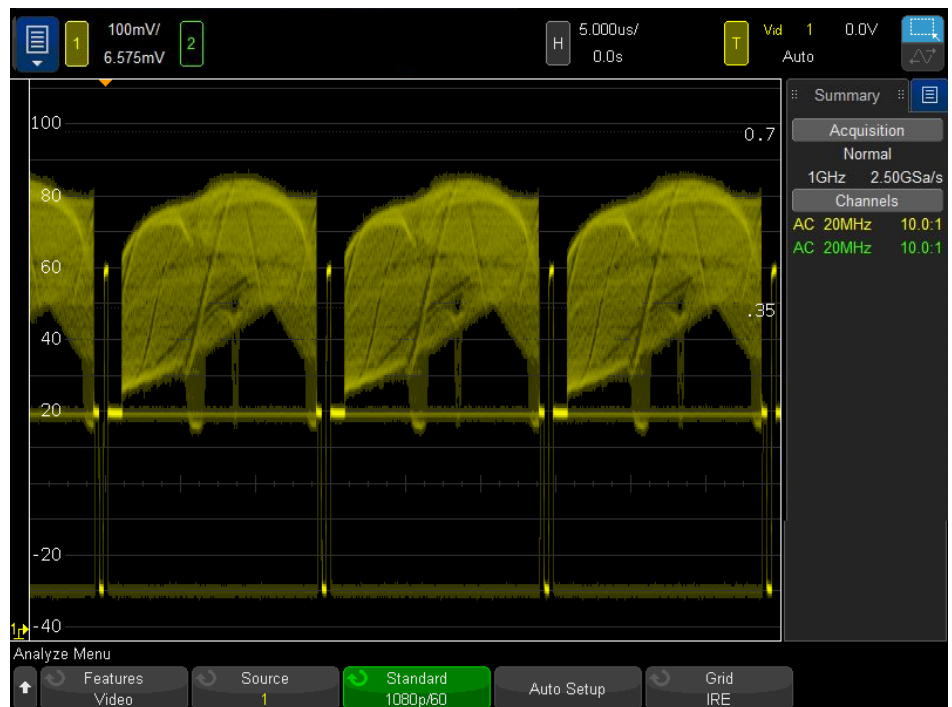 1
100mV/
6.575mV
2
H
5.000us/
0.0s
T
Vid 1 0.0V
Auto
Summary
Acquisition
Normal
1GHz 2.50GSa/s
Channels
AC 20MHz 10.0:1
AC 20MHz 10.0:1
100
0.7
80
60
.35
40
20
-20
-40
1
Analyze Menu
Features
Video
Source
1
Standard
1080p/60
Auto Setup
Grid
IRE